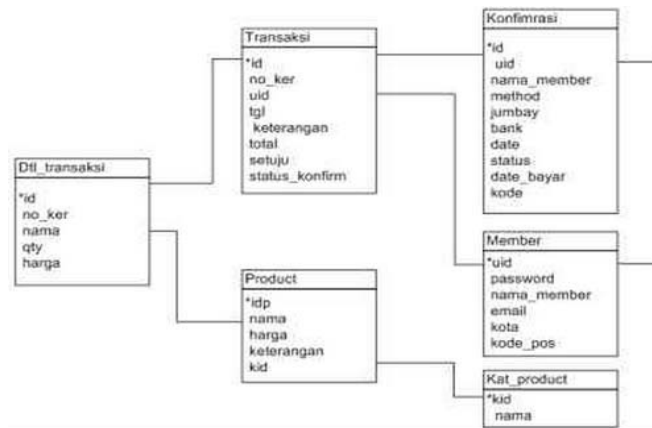 Transaksi
*id
no_ker
uid
tgl
keterangan
total
setuju
status_konfirm
Konfimrasi
*id
uid
nama_member
method
jumbay
bank
date
status
date_bayar
kode
Dtl_transaksi
*id
no_ker
nama
qty
harga
Product
*idp
nama
harga
keterangan
kid
Member
*uid
password
nama_member
email
kota
kode_pos
Kat_product
*kid
nama